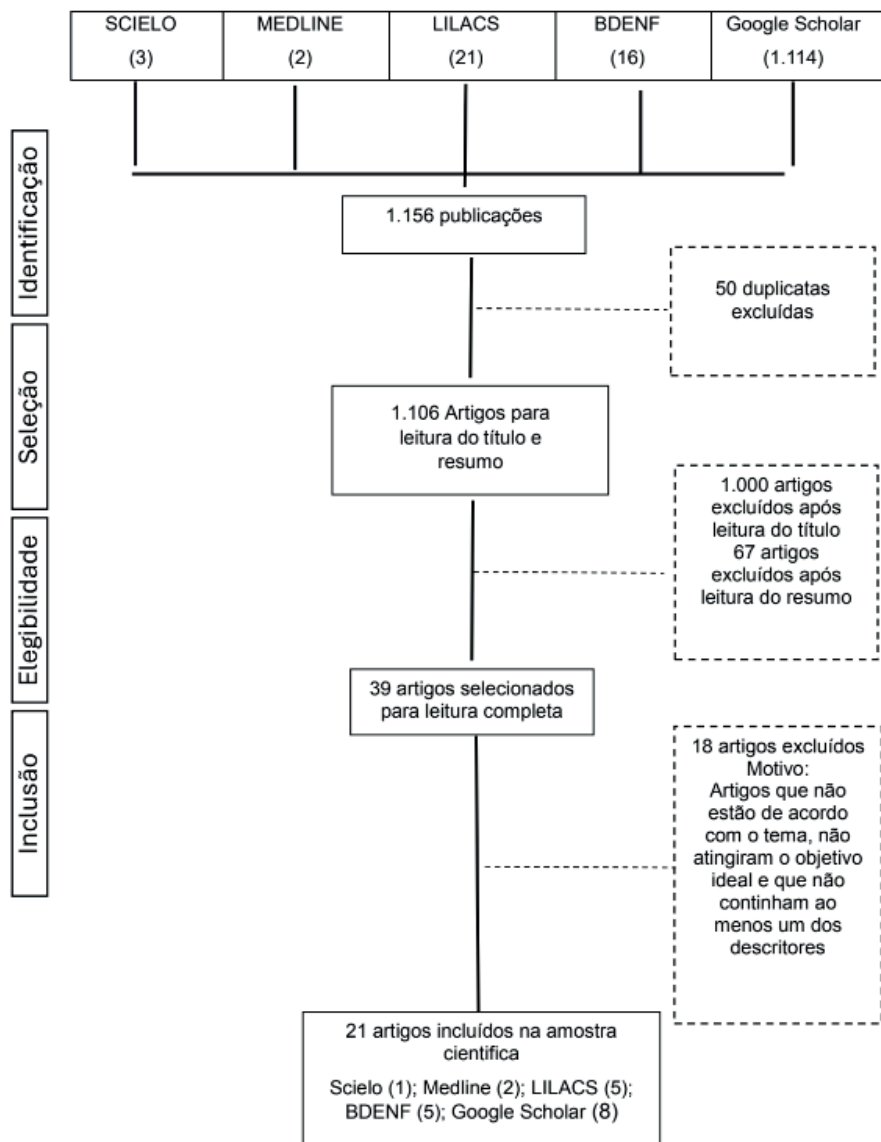 SCIELO
(3)
MEDLINE
(2)
LILACS
(21)
BDENF
(16)
Google Scholar
(1.114)
Identificação
1.156 publicações
50 duplicatas
excluídas
Seleção
1.106 Artigos para
leitura do título e
resumo
1.000 artigos
excluídos após
leitura do título
67 artigos
excluídos após
leitura do resumo
Elegibilidade
39 artigos selecionados
para leitura completa
Inclusão
18 artigos excluídos
Motivo:
Artigos que não
estão de acordo
com o tema, não
atingiram o objetivo
ideal e que não
continham ao
menos um dos
descritores
21 artigos incluídos na amostra
cientifica
Scielo (1); Medline (2); LILACS (5);
BDENF (5); Google Scholar (8)